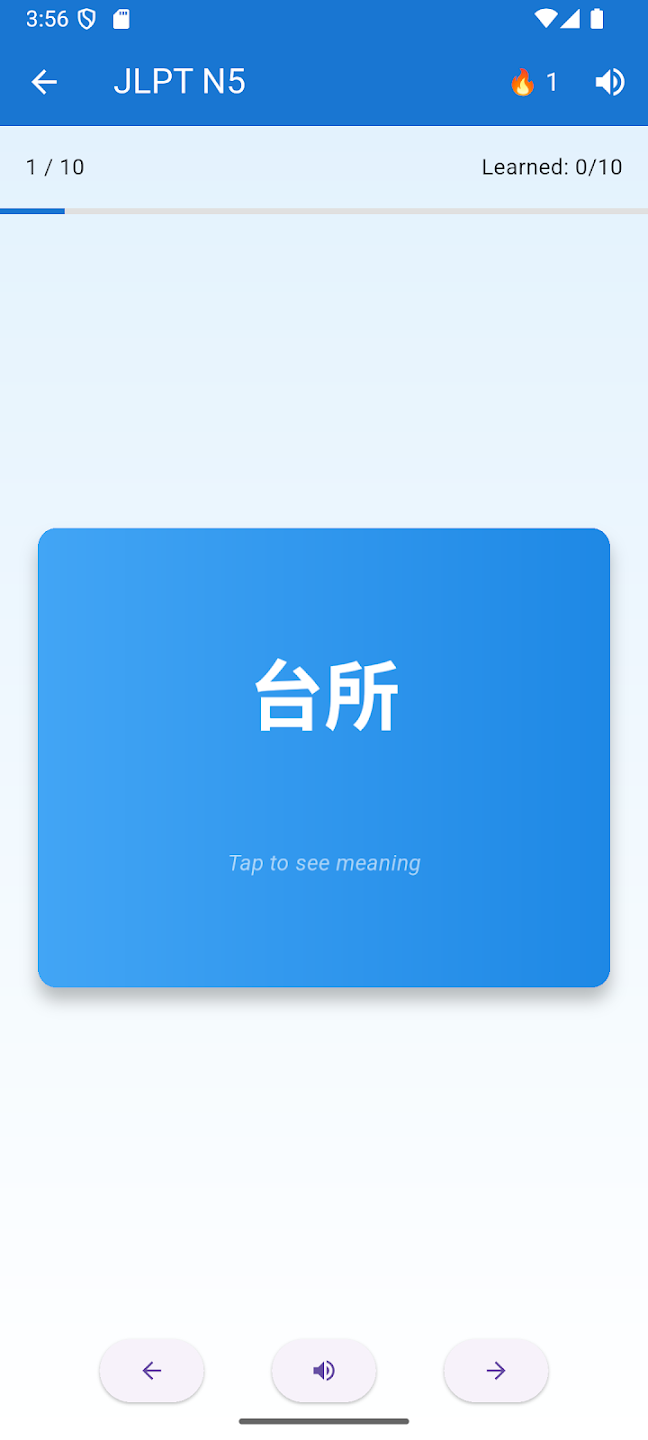 3:56
JLPT N5
🔥 1
1 / 10
Learned: 0/10
台所
Tap to see meaning